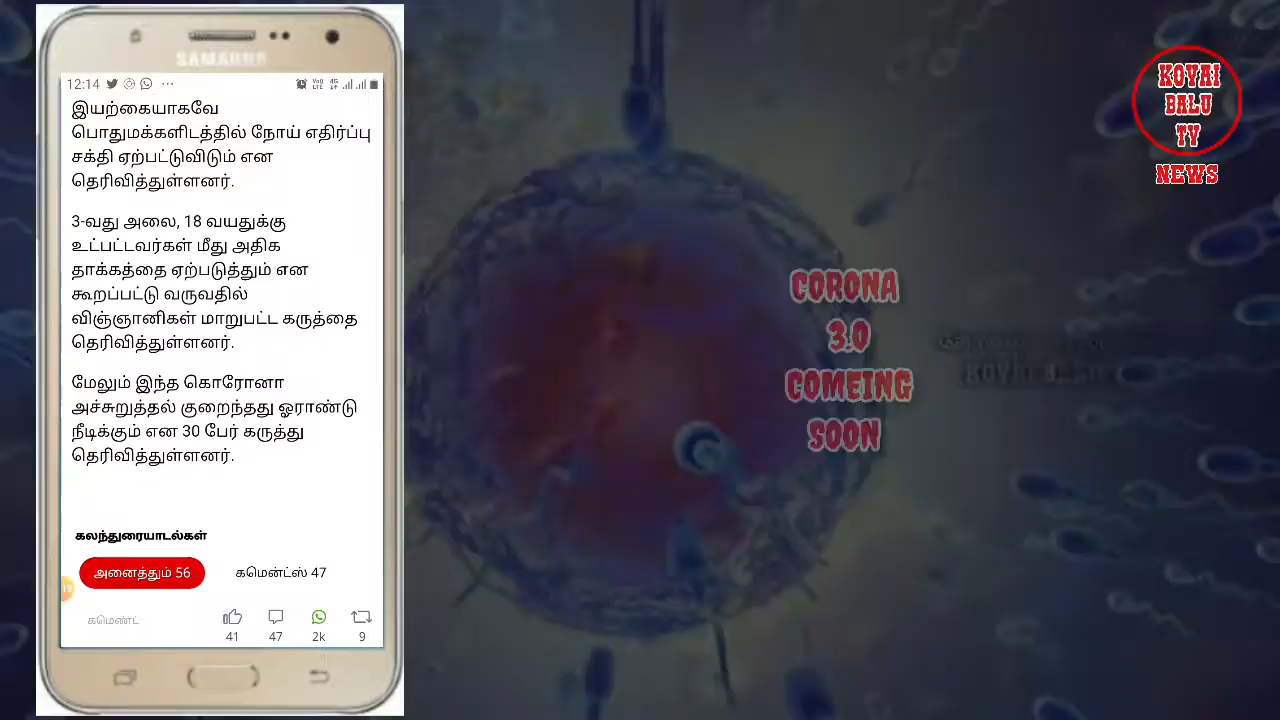 SAMSUNG
12:14
இயற்கையாகவே
பொதுமக்களிடத்தில் நோய் எதிர்ப்பு
சக்தி ஏற்பட்டுவிடும் என
தெரிவித்துள்ளனர்.
3-வது அலை, 18 வயதுக்கு
உட்பட்டவர்கள் மீது அதிக
தாக்கத்தை ஏற்படுத்தும் என
கூறப்பட்டு வருவதில்
விஞ்ஞானிகள் மாறுபட்ட கருத்தை
தெரிவித்துள்ளனர்.
மேலும் இந்த கொரோனா
அச்சுறுத்தல் குறைந்தது ஓராண்டு
நீடிக்கும் என 30 பேர் கருத்து
தெரிவித்துள்ளனர்.
கலந்துரையாடல்கள்
அனைத்தும் 56 கமென்ட்ஸ் 47
கமெண்ட்
41 47 2k 9
CORONA
3.0
COMEING
SOON
KOVAI
BALU
TV
NEWS